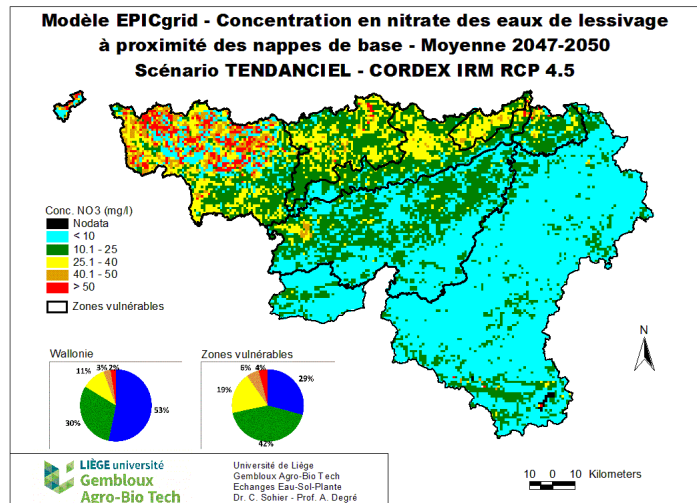 Modèle EPICgrid - Concentration en nitrate des eaux de lessivage
à proximité des nappes de base - Moyenne 2047-2050
Scénario TENDANCIEL - CORDEX IRM RCP 4.5
Conc. NO3 (mg/l)
Nodata
< 10
10.1 - 25
25.1 - 40
40.1 - 50
> 50
Zones vulnérables
N
Wallonie
3% 2%
11%
53%
30%
Zones vulnérables
6% 4%
29%
19%
42%
LIÈGE université
Gembloux
Agro-Bio Tech
Université de Liège
Gembloux Agro-Bio Tech
Echanges Eau-Sol-Plante
Dr. C. Sohier - Prof. A. Degré
10 0 10 Kilometers